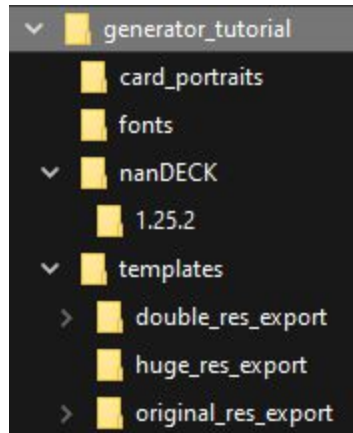 generator_tutorial
card_portraits
fonts
nanDECK
1.25.2
templates
double_res_export
huge_res_export
original_res_export